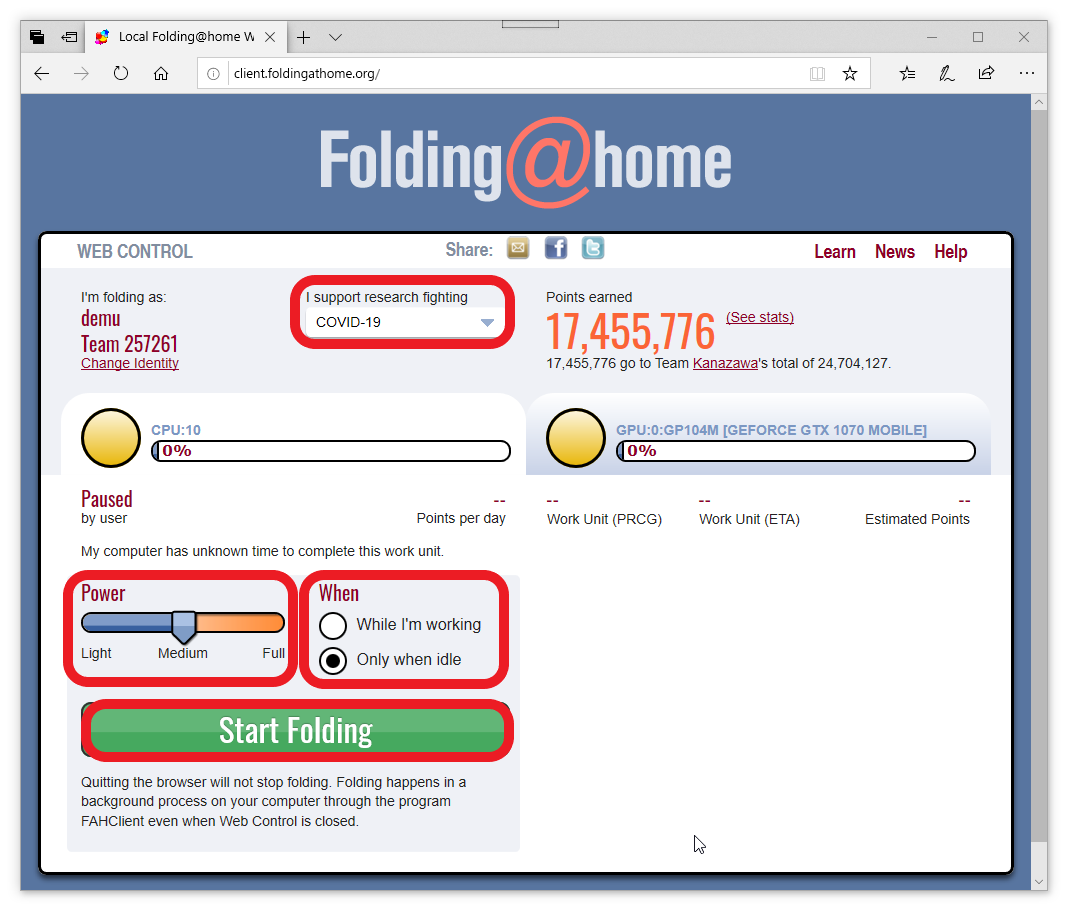 Local Folding@home W
client.foldingathome.org/
Folding@home
WEB CONTROL
Share:
Learn News Help
I'm folding as:
demu
Team 257261
Change Identity
I support research fighting
COVID-19
Points earned
17,455,776 (See stats)
17,455,776 go to Team Kanazawa's total of 24,704,127.
CPU:10
0%
GPU:0:GP104M [GEFORCE GTX 1070 MOBILE]
0%
Paused
by user
--
Points per day
--
Work Unit (PRCG)
--
Work Unit (ETA)
--
Estimated Points
My computer has unknown time to complete this work unit.
Power
Light Medium Full
When
While I'm working
Only when idle
Start Folding
Quitting the browser will not stop folding. Folding happens in a
background process on your computer through the program
FAHClient even when Web Control is closed.